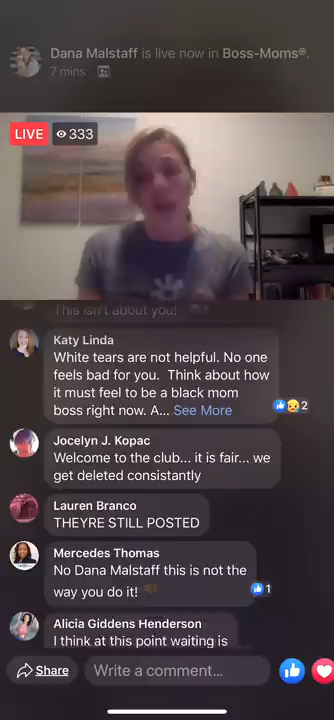 Dana Malstaff is live now in Boss-Moms®.
7 mins
LIVE
333
This isn't about you!
Katy Linda
White tears are not helpful. No one
feels bad for you. Think about how
it must feel to be a black mom
boss right now. A... See More
2
Jocelyn J. Kopac
Welcome to the club... it is fair... we
get deleted consistantly
Lauren Branco
THEYRE STILL POSTED
Mercedes Thomas
No Dana Malstaff this is not the
way you do it!
1
Alicia Giddens Henderson
I think at this point waiting is
Share
Write a comment...